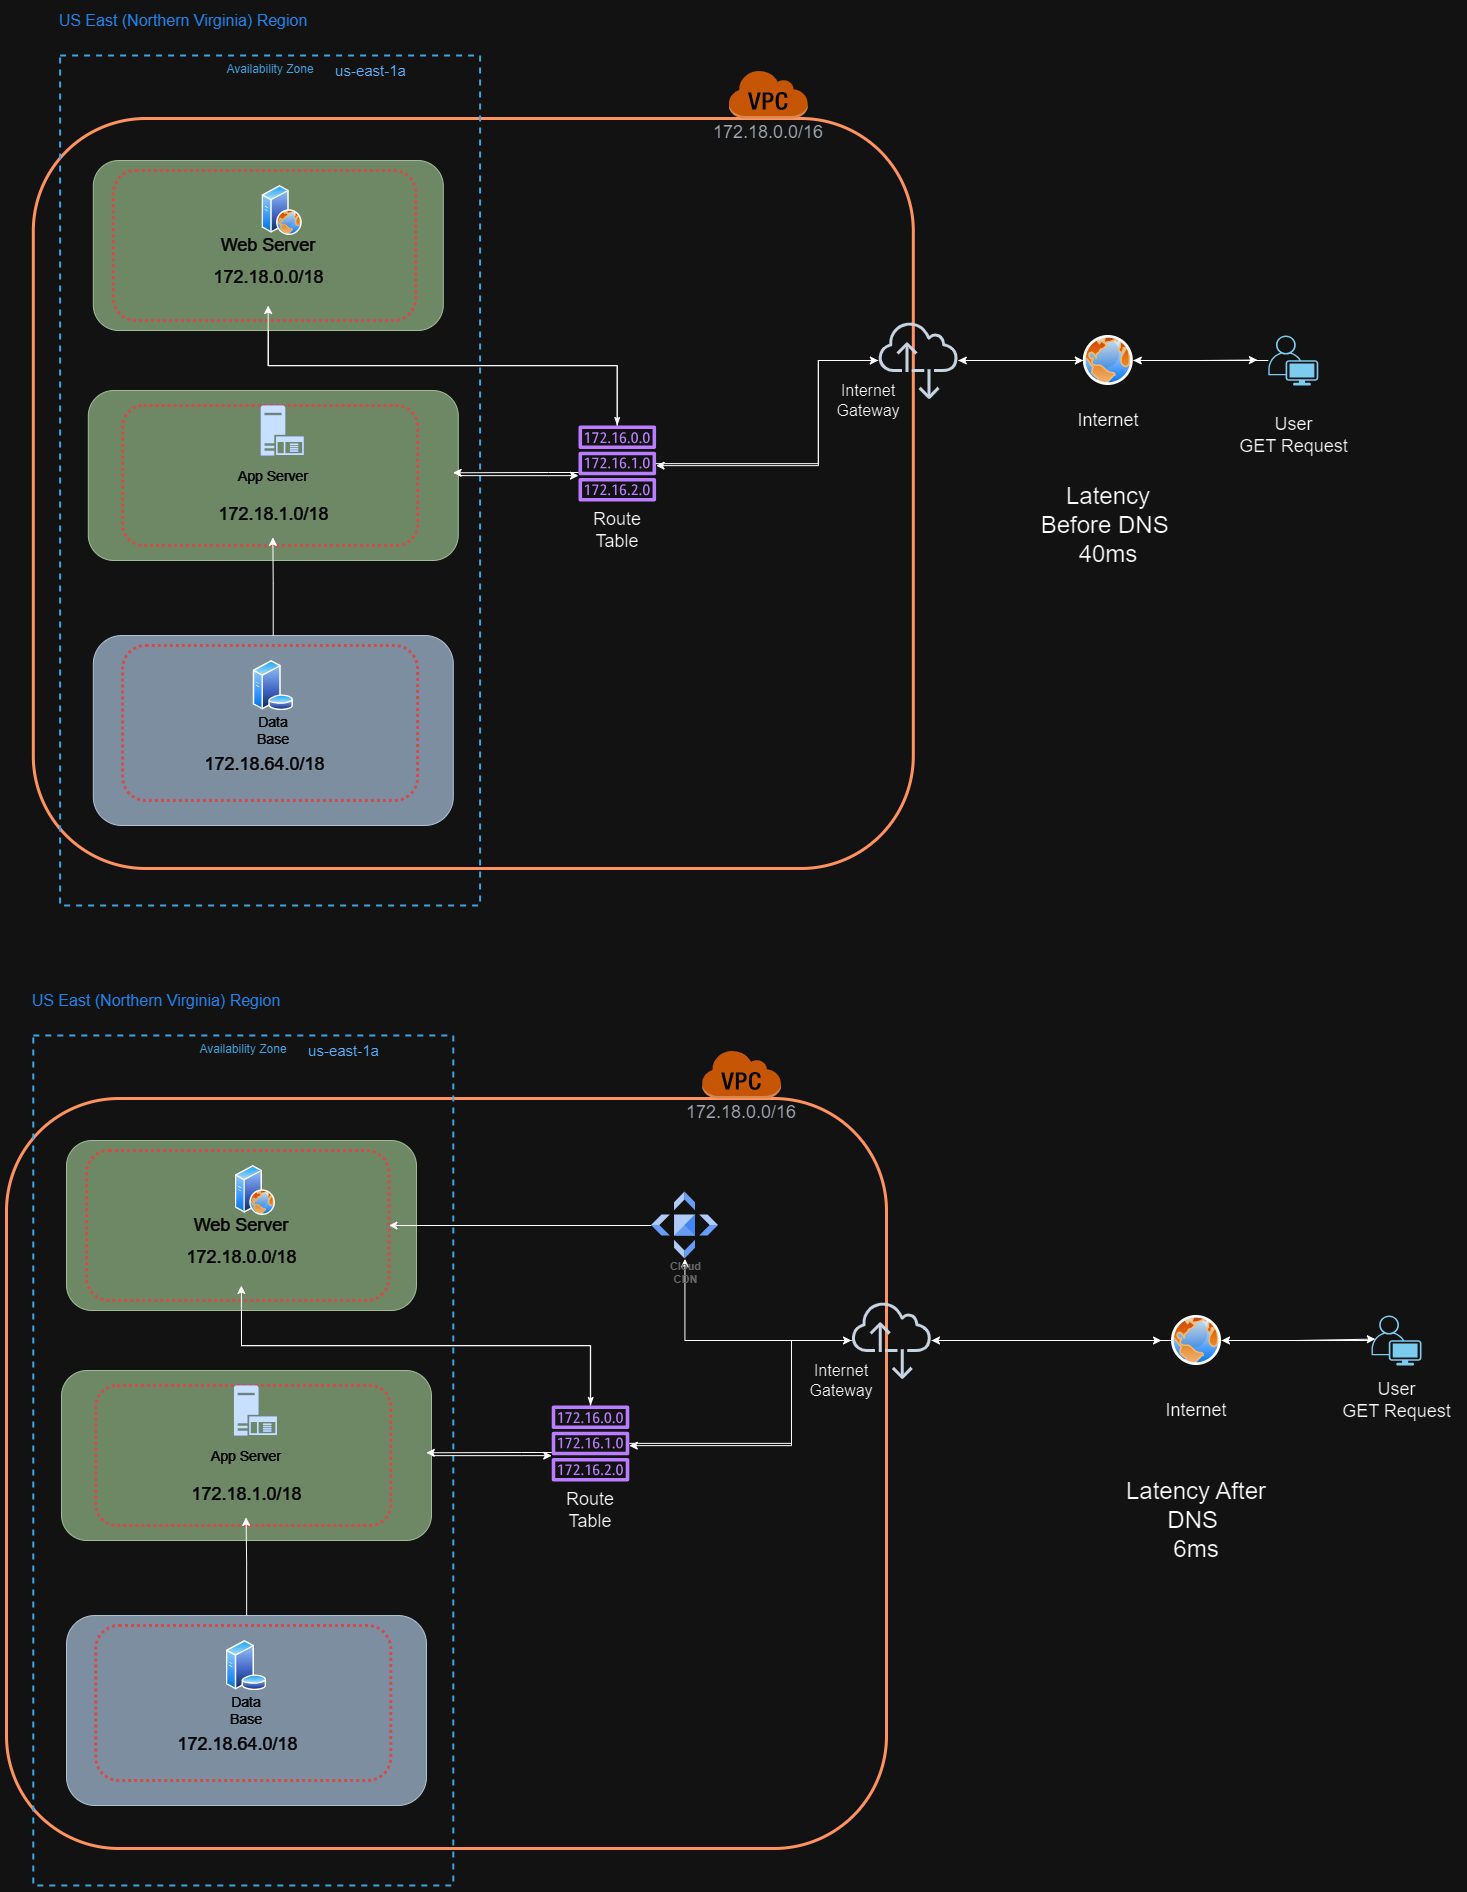 US East (Northern Virginia) Region
Availability Zone us-east-1a
VPC
172.18.0.0/16
Web Server
172.18.0.0/18
Internet
Gateway
Internet
User
GET Request
172.16.0.0
172.16.1.0
172.16.2.0
Route
Table
App Server
172.18.1.0/18
Latency
Before DNS
40ms
Data
Base
172.18.64.0/18
US East (Northern Virginia) Region
Availability Zone us-east-1a
VPC
172.18.0.0/16
Web Server
172.18.0.0/18
Cloud
CDN
Internet
Gateway
Internet
User
GET Request
172.16.0.0
172.16.1.0
172.16.2.0
Route
Table
App Server
172.18.1.0/18
Latency After
DNS
6ms
Data
Base
172.18.64.0/18